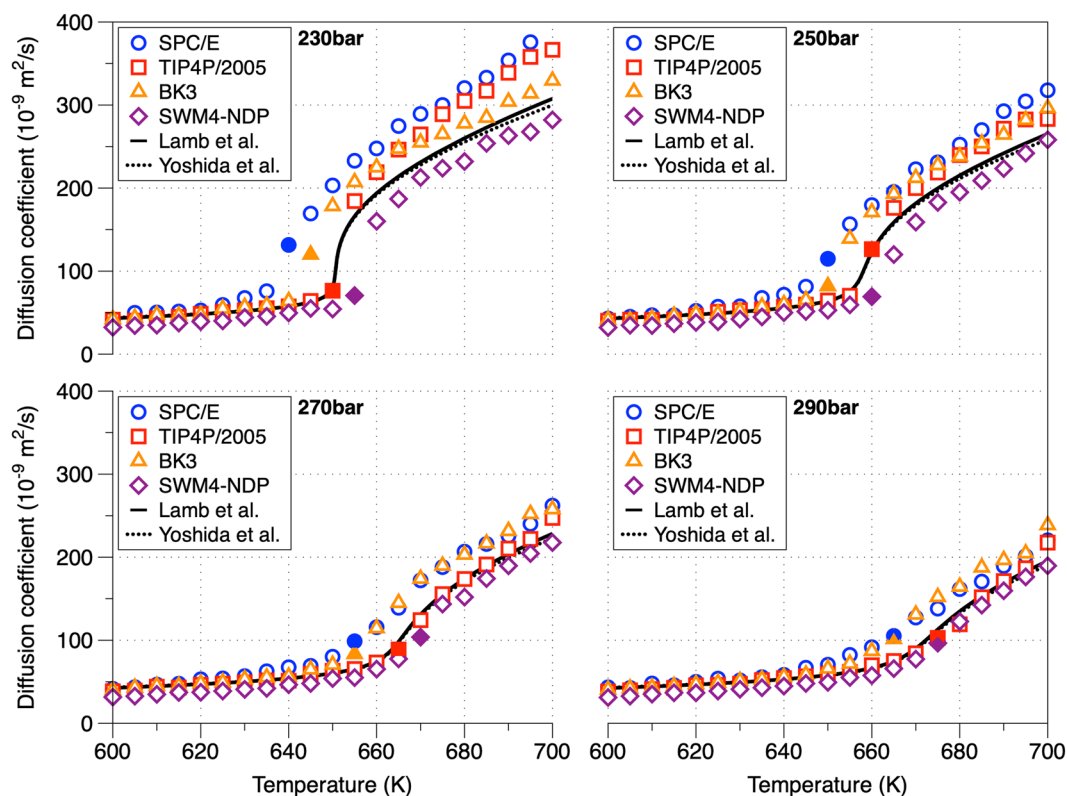 400
300
200
100
0
Diffusion coefficient (10⁻⁹ m²/s)
SPC/E
TIP4P/2005
BK3
SWM4-NDP
Lamb et al.
Yoshida et al.
230bar
SPC/E
TIP4P/2005
BK3
SWM4-NDP
Lamb et al.
Yoshida et al.
250bar
400
300
200
100
0
Diffusion coefficient (10⁻⁹ m²/s)
SPC/E
TIP4P/2005
BK3
SWM4-NDP
Lamb et al.
Yoshida et al.
270bar
600 620 640 660 680 700
Temperature (K)
SPC/E
TIP4P/2005
BK3
SWM4-NDP
Lamb et al.
Yoshida et al.
290bar
600 620 640 660 680 700
Temperature (K)